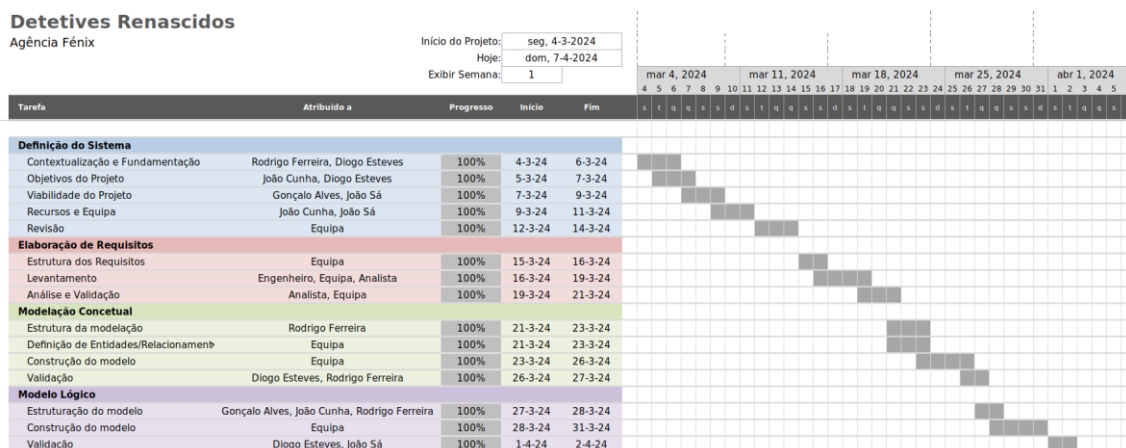 Detetives Renascidos
Agência Fénix
Início do Projeto: seg, 4-3-2024
Hoje: dom, 7-4-2024
Exibir Semana: 1
mar 4, 2024 mar 11, 2024 mar 18, 2024 mar 25, 2024 abr 1, 2024
4 5 6 7 8 9 10 11 12 13 14 15 16 17 18 19 20 21 22 23 24 25 26 27 28 29 30 31 1 2 3 4 5
Tarefa Atribuído a Progresso Início Fim s t q q s s d s t q q s s d s t q q s s d s t q q s s d s t q q s
Definição do Sistema
Contextualização e Fundamentação Rodrigo Ferreira, Diogo Esteves 100% 4-3-24 6-3-24
Objetivos do Projeto João Cunha, Diogo Esteves 100% 5-3-24 7-3-24
Viabilidade do Projeto Gonçalo Alves, João Sá 100% 7-3-24 9-3-24
Recursos e Equipa João Cunha, João Sá 100% 9-3-24 11-3-24
Revisão Equipa 100% 12-3-24 14-3-24
Elaboração de Requisitos
Estrutura dos Requisitos Equipa 100% 15-3-24 16-3-24
Levantamento Engenheiro, Equipa, Analista 100% 16-3-24 19-3-24
Análise e Validação Analista, Equipa 100% 19-3-24 21-3-24
Modelação Concetual
Estrutura da modelação Rodrigo Ferreira 100% 21-3-24 23-3-24
Definição de Entidades/Relacionament Equipa 100% 21-3-24 23-3-24
Construção do modelo Equipa 100% 23-3-24 26-3-24
Validação Diogo Esteves, Rodrigo Ferreira 100% 26-3-24 27-3-24
Modelo Lógico
Estruturação do modelo Gonçalo Alves, João Cunha, Rodrigo Ferreira 100% 27-3-24 28-3-24
Construção do modelo Equipa 100% 28-3-24 31-3-24
Validação Diogo Esteves, João Sá 100% 1-4-24 2-4-24